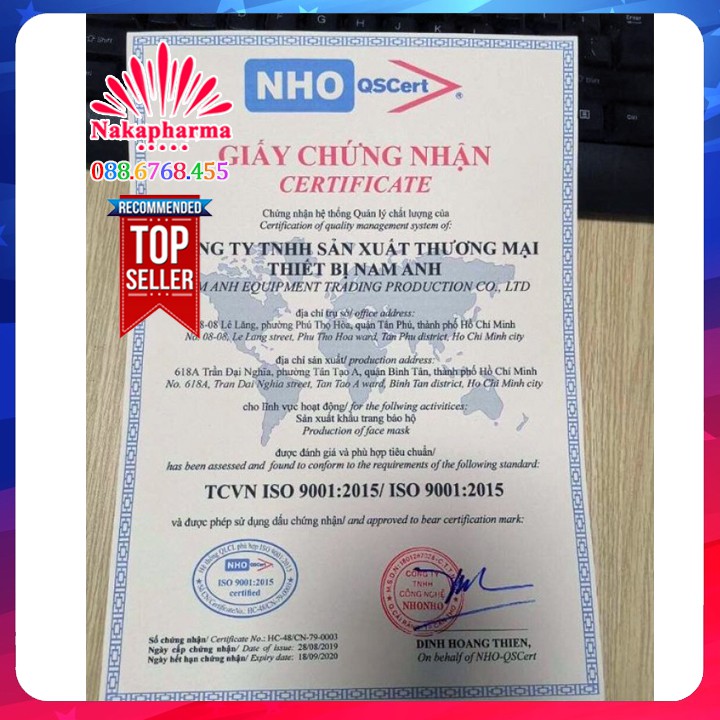 NHO QSCert
®
Nakapharma
088.6768.455
GIẤY CHỨNG NHẬN
CERTIFICATE
Chứng nhận hệ thống Quản lý chất lượng của
Certification of quality management system of:
RECOMMENDED
TOP
SELLER
TY TNHH SẢN XUẤT THƯƠNG MẠI
THIẾT BỊ NAM ANH
ANH EQUIPMENT TRADING PRODUCTION CO., LTD
địa chỉ trụ sở/ office address:
8-08 Lê Lăng, phường Phú Thọ Hòa, quận Tân Phú, thành phố Hồ Chí Minh
No. 08-08, Le Lang street, Phu Tho Hoa ward, Tan Phu district, Ho Chi Minh city
địa chỉ sản xuất/ production address:
618A Trần Đại Nghĩa, phường Tân Tạo A, quận Bình Tân, thành phố Hồ Chí Minh
No. 618A, Tran Dai Nghia street, Tan Tao A ward, Binh Tan district, Ho Chi Minh city
cho lĩnh vực hoạt động/ for the follwing activitices:
Sản xuất khẩu trang bảo hộ
Production of face mask
được đánh giá và phù hợp tiêu chuẩn/
has been assessed and found to conform to the requirements of the following standard:
TCVN ISO 9001:2015/ ISO 9001:2015
và được phép sử dụng dấu chứng nhận/ and approved to bear certification mark:
NHO QSCert
ISO 9001:2015
certified
CÔNG TY
TNHH
CÔNG NGHỆ
NHONHO
Số chứng nhận/ Certificate No.: HC-48/CN-79-0003
Ngày cấp chứng nhận/ Date of issue: 28/08/2019
Ngày hết hạn chứng nhận/ Expiry date: 18/09/2020
DINH HOANG THIEN,
On behalf of NHO-QSCert